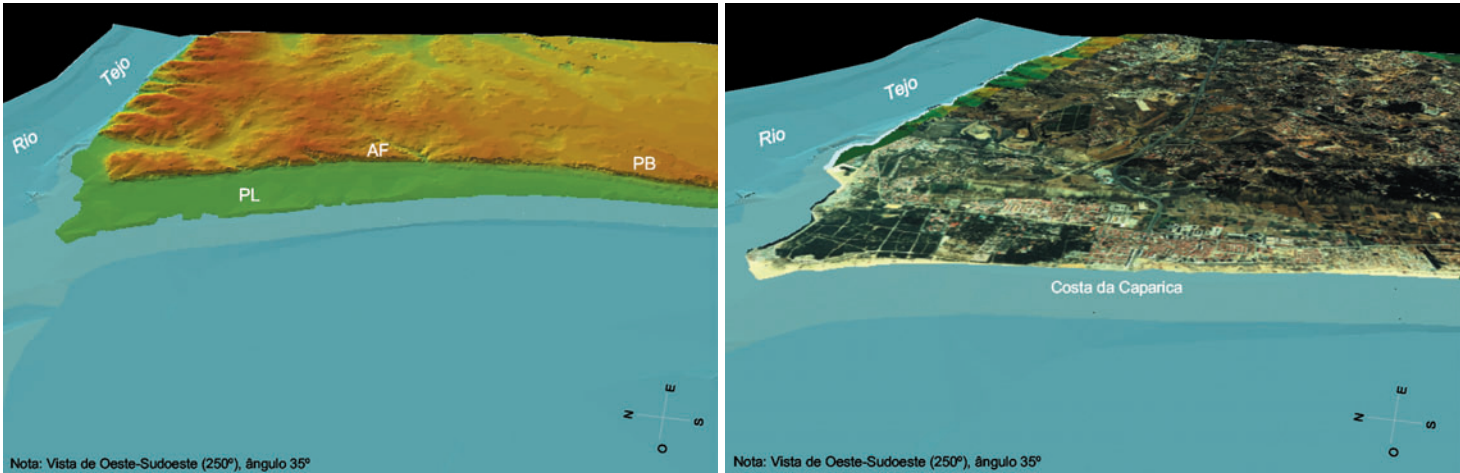 Rio Tejo
AF
PB
PL
N
E
S
O
Nota: Vista de Oeste-Sudoeste (250º), ângulo 35º
Rio Tejo
Costa da Caparica
N
E
S
O
Nota: Vista de Oeste-Sudoeste (250º), ângulo 35º